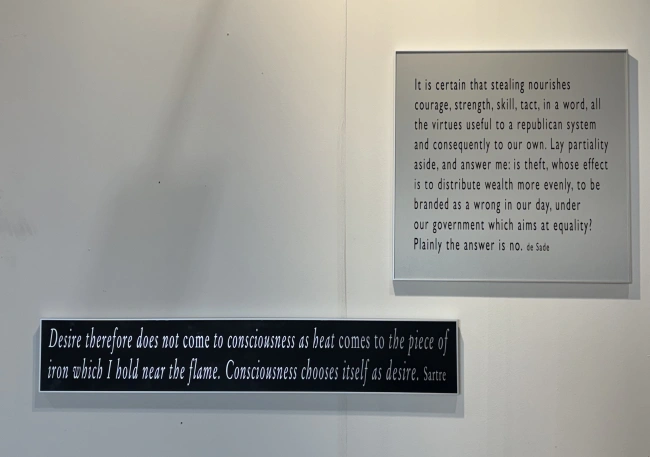 It is certain that stealing nourishes
courage, strength, skill, tact, in a word, all
the virtues useful to a republican system
and consequently to our own. Lay partiality
aside, and answer me: is theft, whose effect
is to distribute wealth more evenly, to be
branded as a wrong in our day, under
our government which aims at equality?
Plainly the answer is no. de Sade
Desire therefore does not come to consciousness as heat comes to the piece of
iron which I hold near the flame. Consciousness chooses itself as desire. Sartre